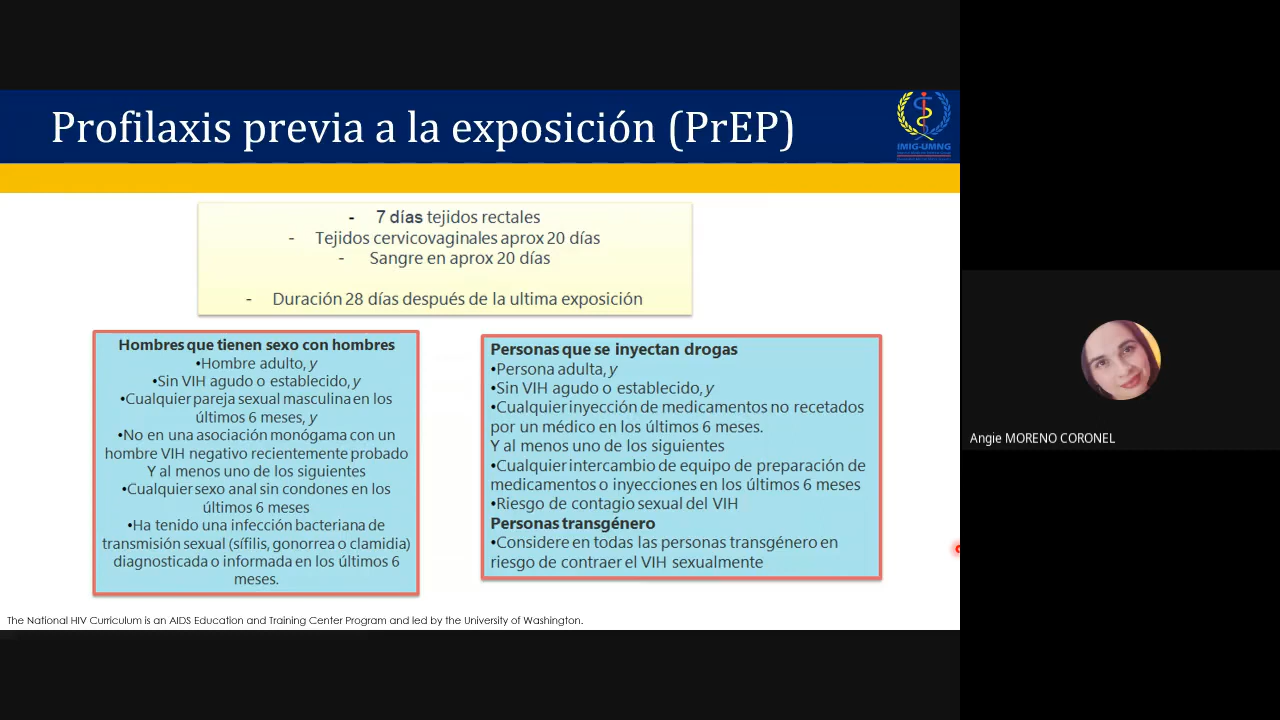 Profilaxis previa a la exposición (PrEP)
IMIG-UMNG
- 7 días tejidos rectales
- Tejidos cervicovaginales aprox 20 días
- Sangre en aprox 20 días
- Duración 28 días después de la ultima exposición
Hombres que tienen sexo con hombres
•Hombre adulto, y
•Sin VIH agudo o establecido, y
•Cualquier pareja sexual masculina en los
últimos 6 meses, y
•No en una asociación monógama con un
hombre VIH negativo recientemente probado
Y al menos uno de los siguientes
•Cualquier sexo anal sin condones en los
últimos 6 meses
•Ha tenido una infección bacteriana de
transmisión sexual (sífilis, gonorrea o clamidia)
diagnosticada o informada en los últimos 6
meses.
Personas que se inyectan drogas
•Persona adulta, y
•Sin VIH agudo o establecido, y
•Cualquier inyección de medicamentos no recetados
por un médico en los últimos 6 meses.
Y al menos uno de los siguientes
•Cualquier intercambio de equipo de preparación de
medicamentos o inyecciones en los últimos 6 meses
•Riesgo de contagio sexual del VIH
Personas transgénero
•Considere en todas las personas transgénero en
riesgo de contraer el VIH sexualmente
The National HIV Curriculum is an AIDS Education and Training Center Program and led by the University of Washington.
Angie MORENO CORONEL